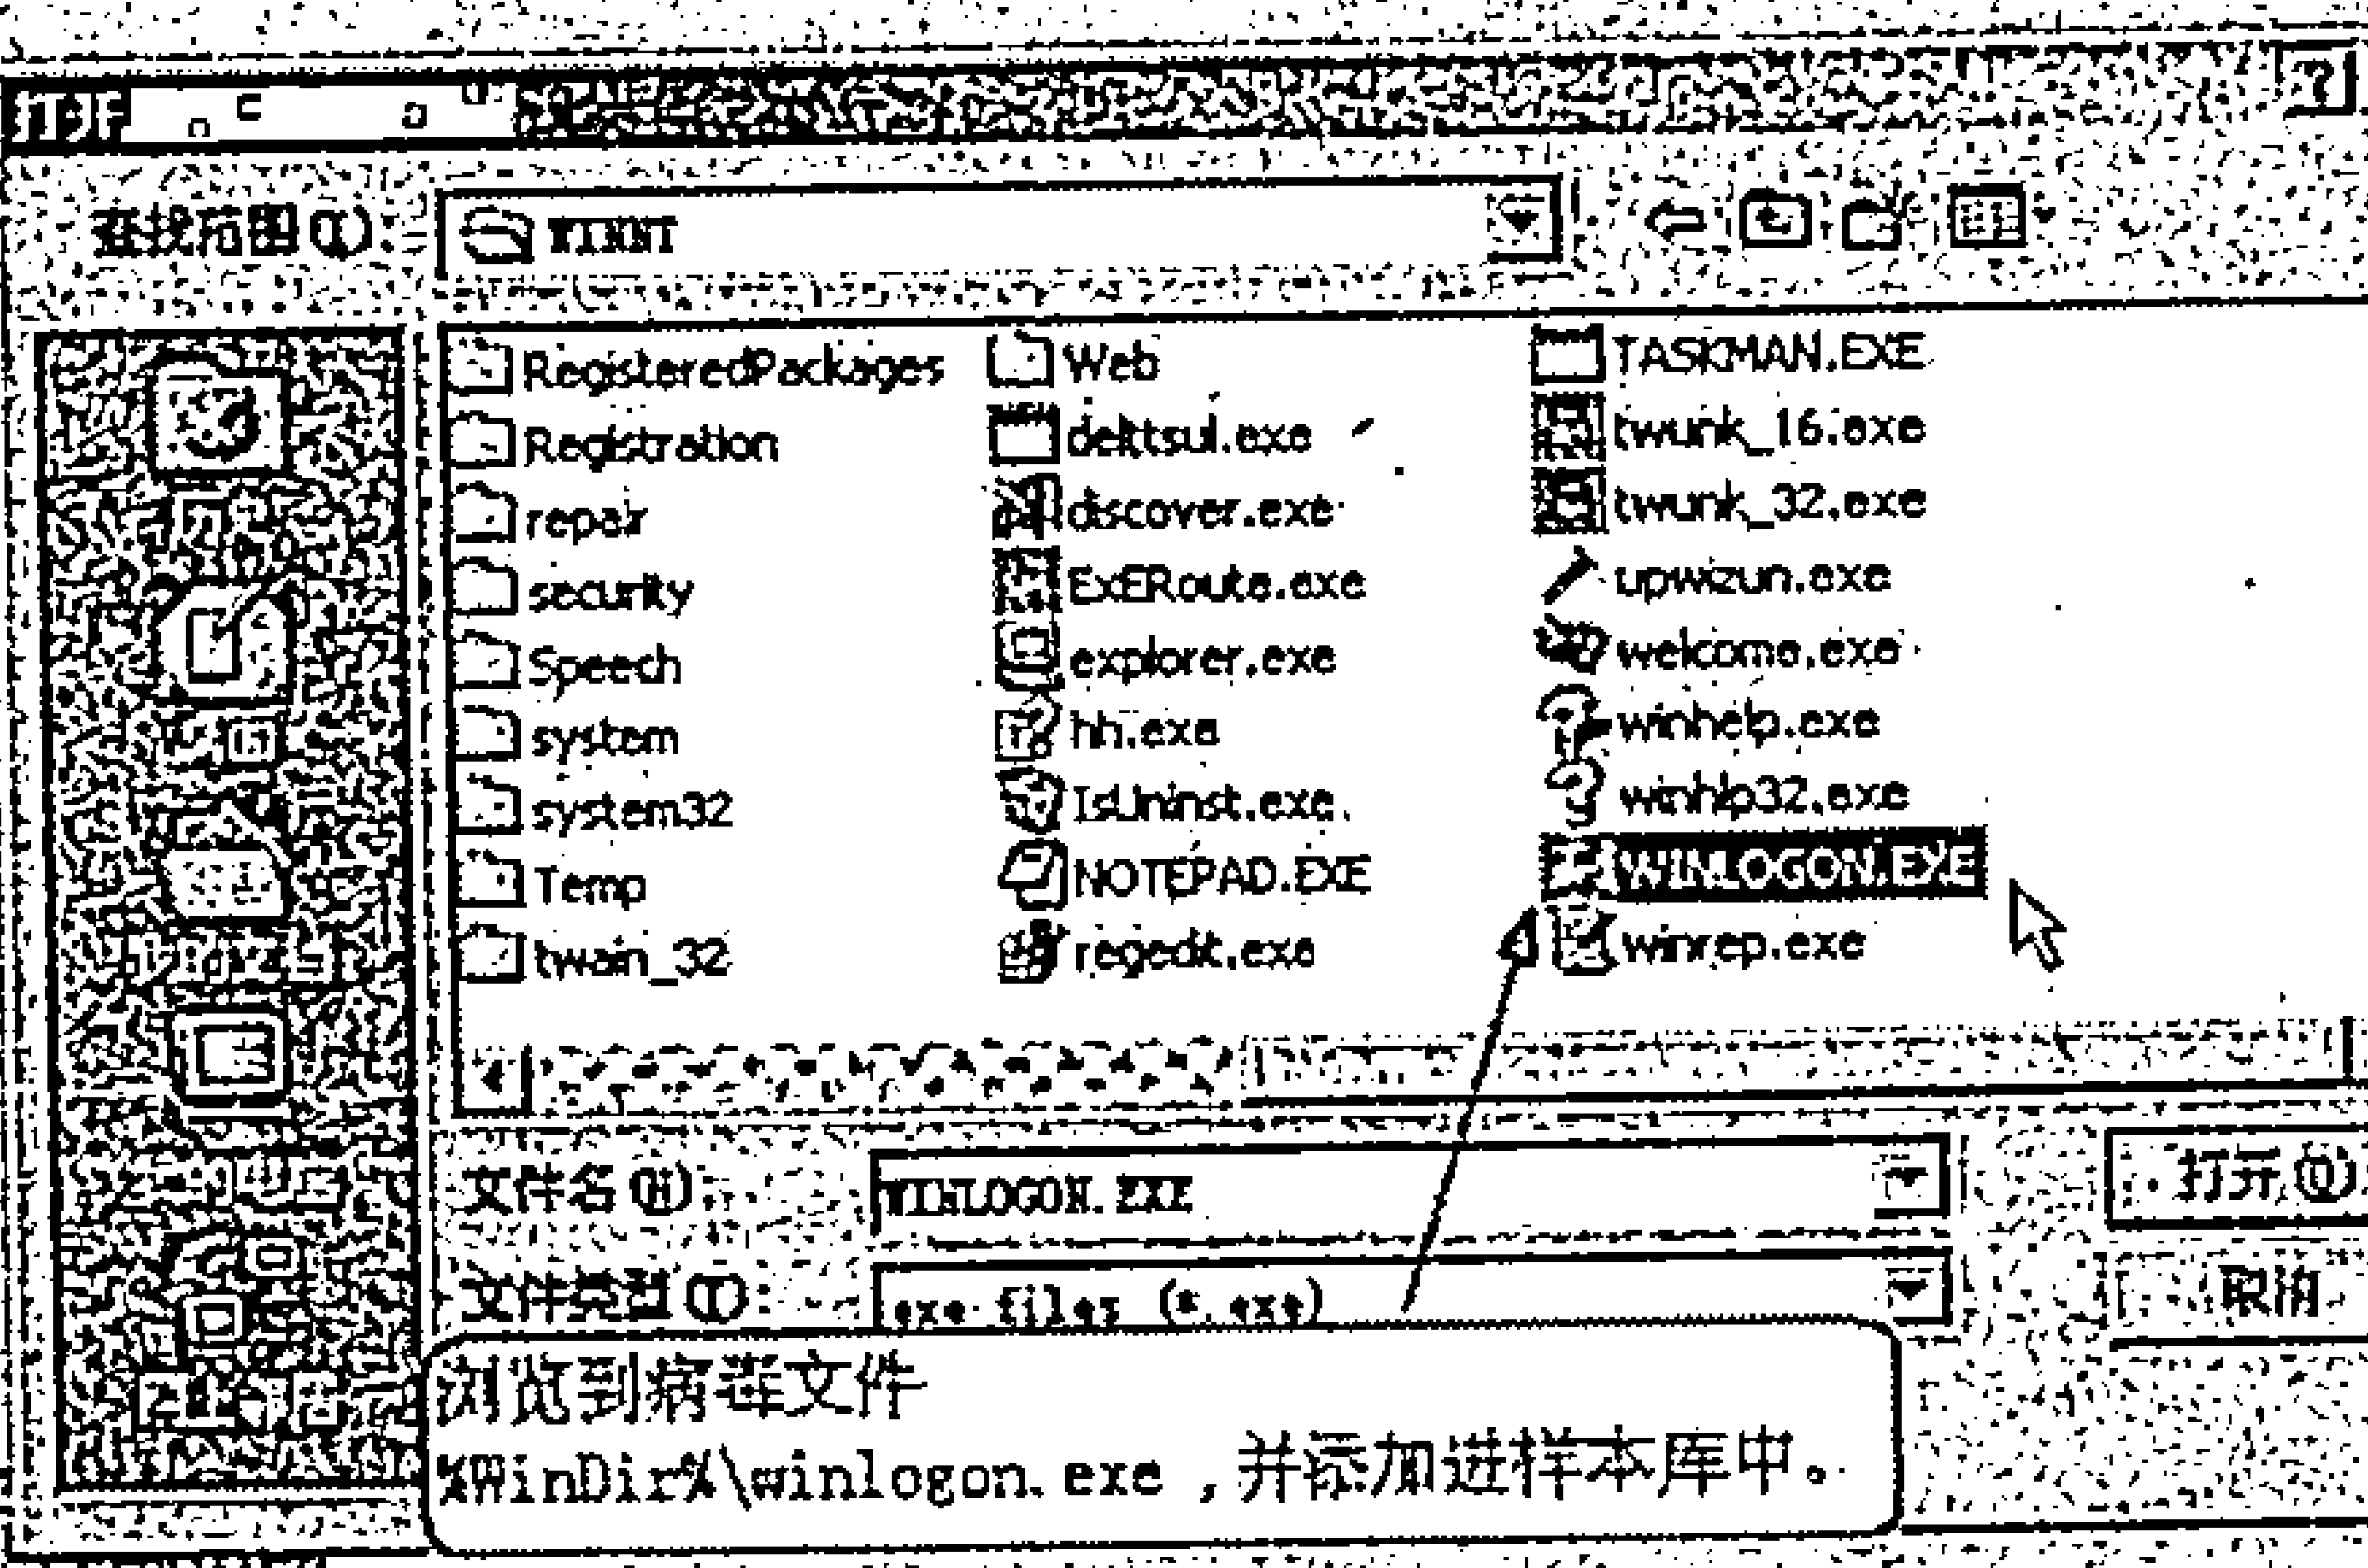 打开
查找范围(I): WINNT
RegisteredPackages
Registration
repair
security
Speech
system
system32
Temp
twain_32
Web
delttsul.exe
discover.exe
ExERoute.exe
explorer.exe
hh.exe
IsUninst.exe
NOTEPAD.EXE
regedit.exe
TASKMAN.EXE
twunk_16.exe
twunk_32.exe
upwizun.exe
welcome.exe
winhelp.exe
winhlp32.exe
WINLOGON.EXE
winrep.exe
文件名(N): WINLOGON.EXE 打开(O)
文件类型(T): exe files (*.exe) 取消
浏览到病毒文件
%WinDir%\winlogon.exe ,并添加进样本库中。